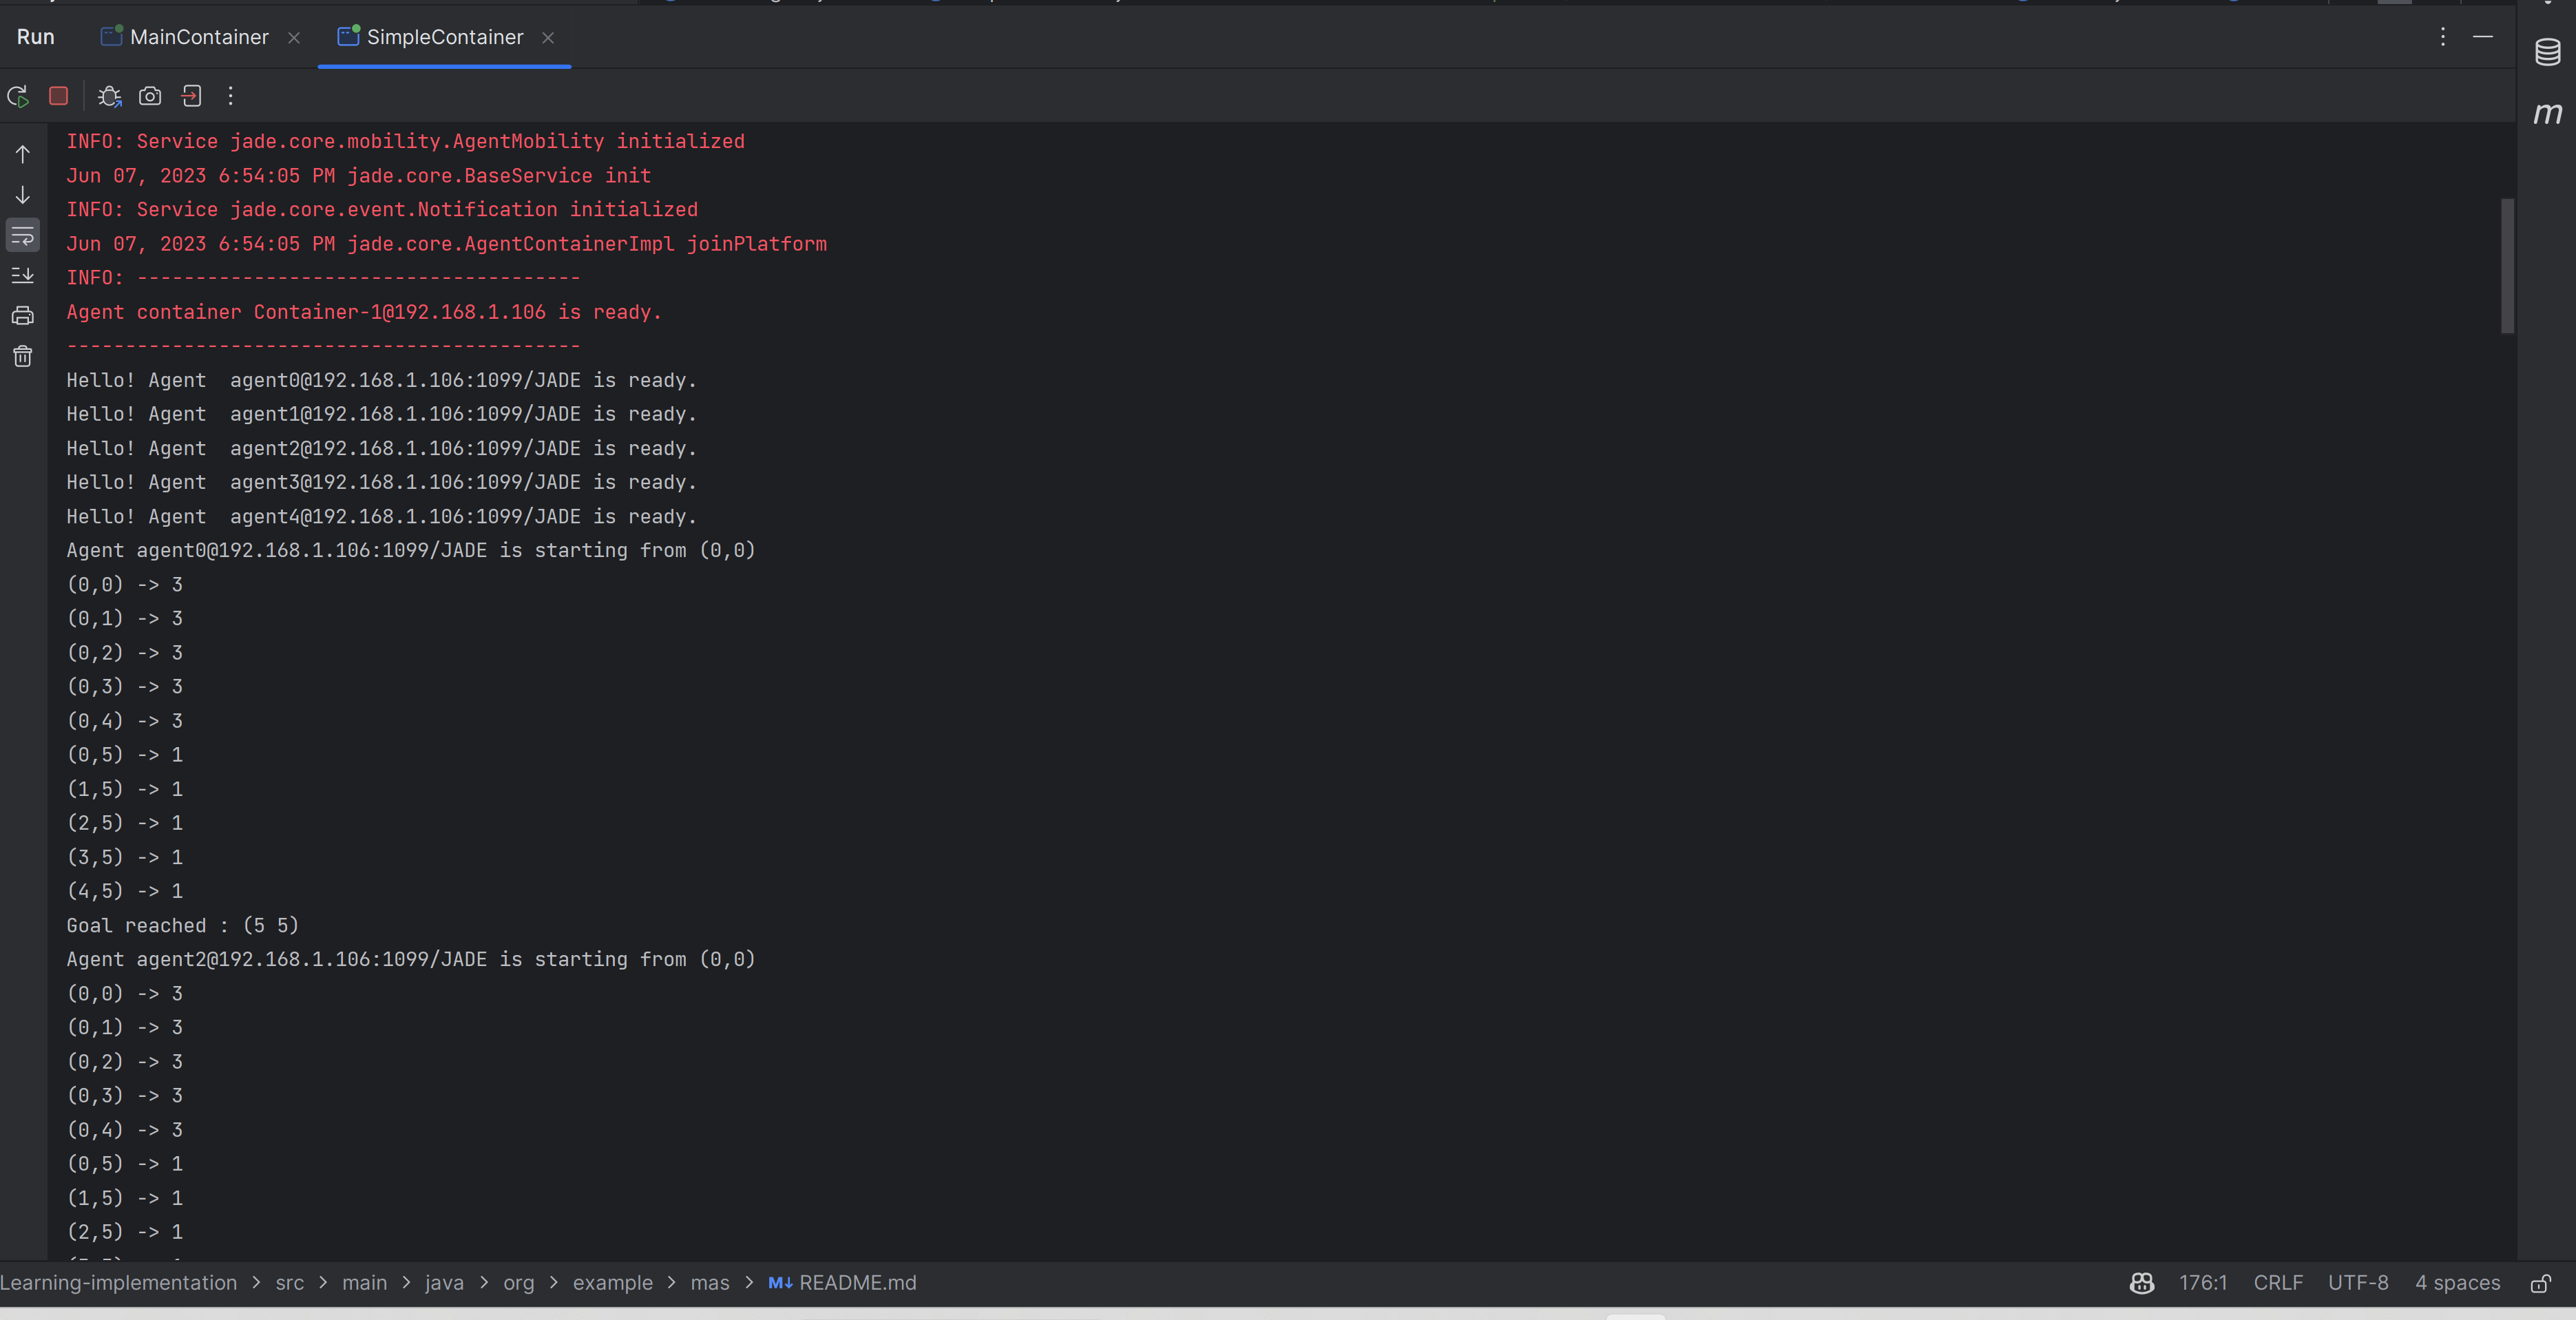 Run MainContainer SimpleContainer
m
INFO: Service jade.core.mobility.AgentMobility initialized
Jun 07, 2023 6:54:05 PM jade.core.BaseService init
INFO: Service jade.core.event.Notification initialized
Jun 07, 2023 6:54:05 PM jade.core.AgentContainerImpl joinPlatform
INFO: --------------------------------------
Agent container Container-1@192.168.1.106 is ready.
--------------------------------------------
Hello! Agent  agent0@192.168.1.106:1099/JADE is ready.
Hello! Agent  agent1@192.168.1.106:1099/JADE is ready.
Hello! Agent  agent2@192.168.1.106:1099/JADE is ready.
Hello! Agent  agent3@192.168.1.106:1099/JADE is ready.
Hello! Agent  agent4@192.168.1.106:1099/JADE is ready.
Agent agent0@192.168.1.106:1099/JADE is starting from (0,0)
(0,0) -> 3
(0,1) -> 3
(0,2) -> 3
(0,3) -> 3
(0,4) -> 3
(0,5) -> 1
(1,5) -> 1
(2,5) -> 1
(3,5) -> 1
(4,5) -> 1
Goal reached : (5 5)
Agent agent2@192.168.1.106:1099/JADE is starting from (0,0)
(0,0) -> 3
(0,1) -> 3
(0,2) -> 3
(0,3) -> 3
(0,4) -> 3
(0,5) -> 1
(1,5) -> 1
(2,5) -> 1
Learning-implementation > src > main > java > org > example > mas > M↓ README.md 176:1 CRLF UTF-8 4 spaces